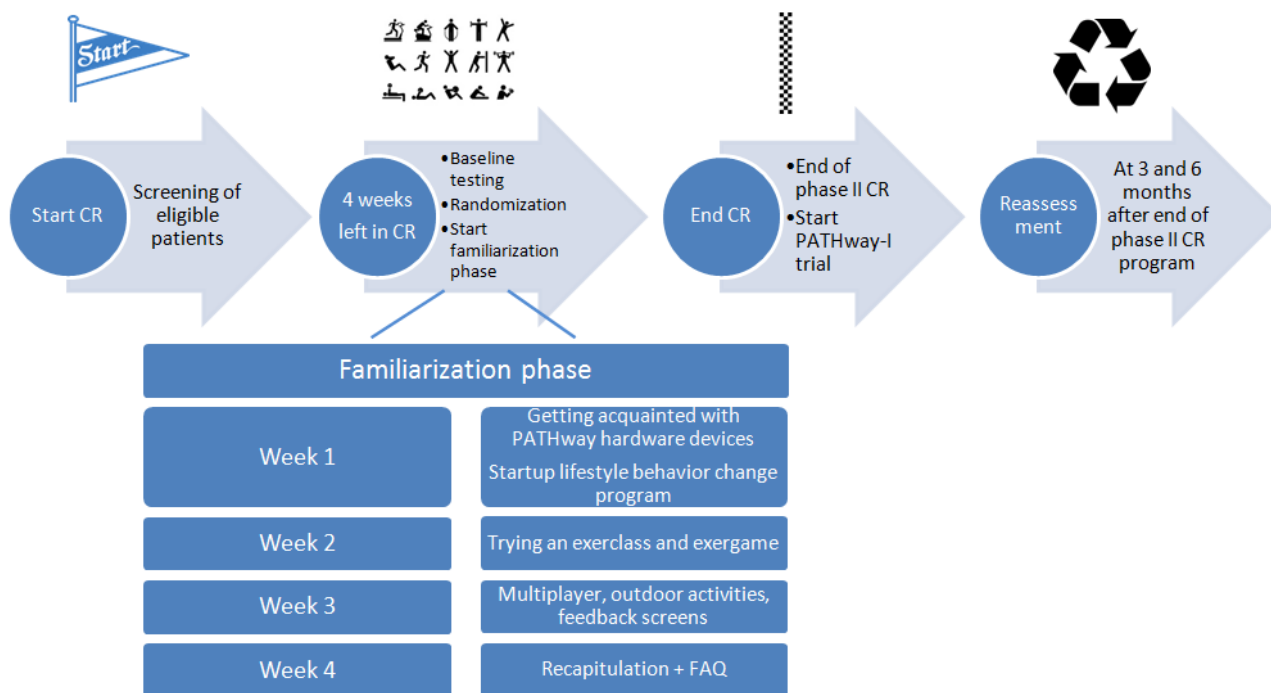 Start
Start CR
Screening of
eligible
patients
4 weeks
left in CR
•Baseline
testing
•Randomization
•Start
familiarization
phase
End CR
•End of
phase II CR
•Start
PATHway-I
trial
Reassess
ment
At 3 and 6
months
after end of
phase II CR
program
Familiarization phase
Week 1
Getting acquainted with
PATHway hardware devices
Startup lifestyle behavior change
program
Week 2
Trying an exerclass and exergame
Week 3
Multiplayer, outdoor activities,
feedback screens
Week 4
Recapitulation + FAQ